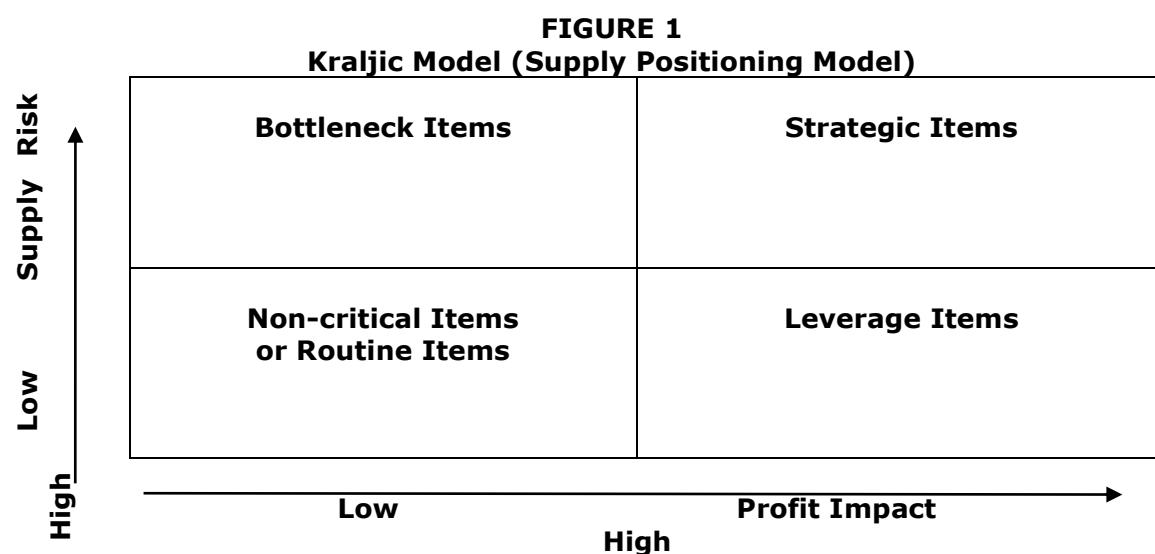 FIGURE 1
Kraljic Model (Supply Positioning Model)
Bottleneck Items
Strategic Items
Non-critical Items
or Routine Items
Leverage Items
Low Supply Risk
High
Low Profit Impact
High